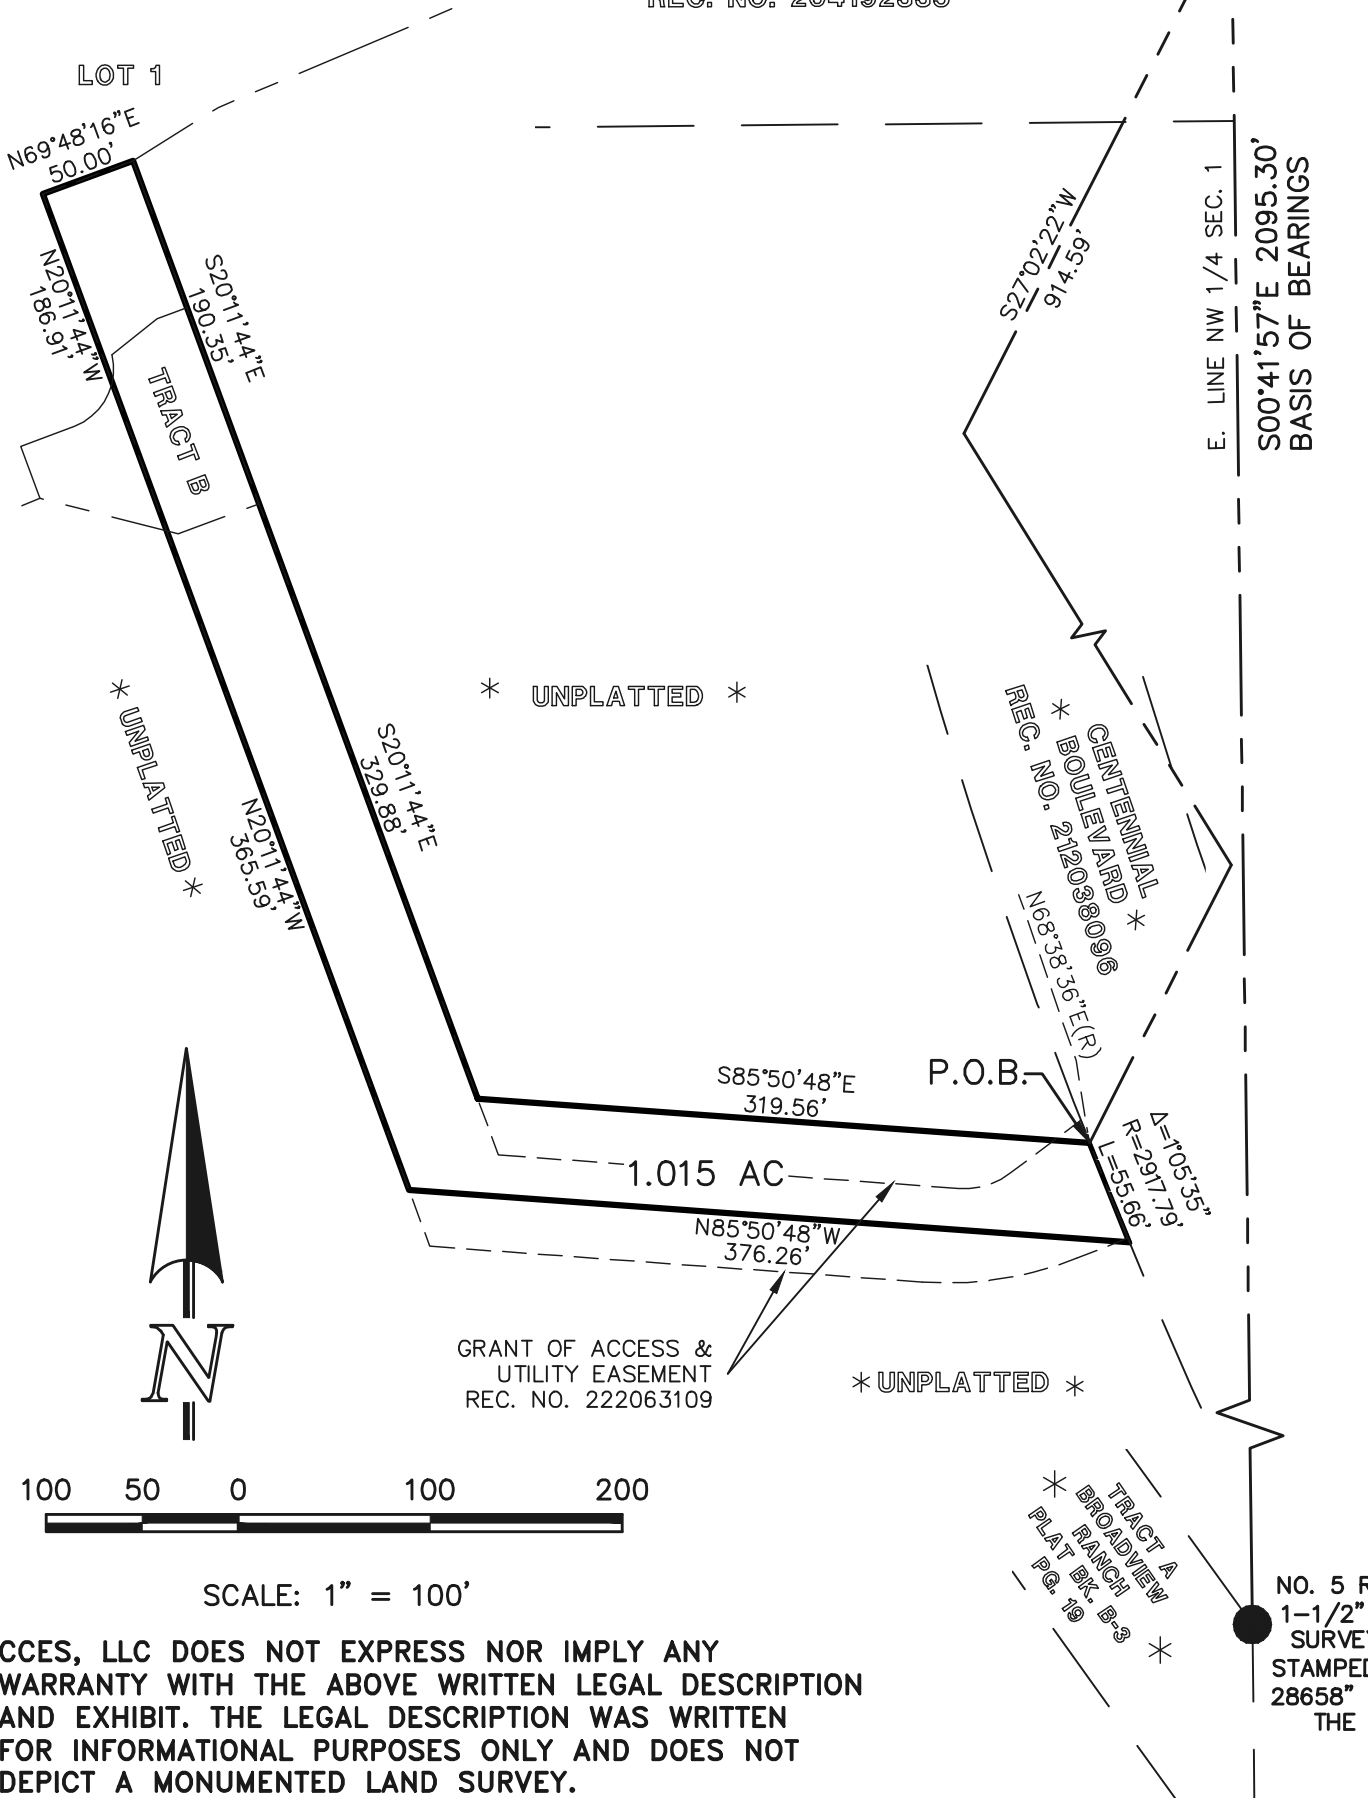 REC. NO. 204192885
LOT 1
N69°48'16"E
50.00'
N20°11'44"W
186.91'
S20°11'44"E
190.35'
TRACT B
S27°02'22"W
914.59'
E. LINE NW 1/4 SEC. 1
S00°41'57"E 2095.30'
BASIS OF BEARINGS
* UNPLATTED *
* UNPLATTED *
S20°11'44"E
329.88'
N20°11'44"W
365.59'
* CENTENNIAL
BOULEVARD *
REC. NO. 212038096
N68°38'36"E(R)
P.O.B.
S85°50'48"E
319.56'
Δ=1°05'35"
R=2917.79'
L=55.66'
1.015 AC
N85°50'48"W
376.26'
GRANT OF ACCESS &
UTILITY EASEMENT
REC. NO. 222063109
* UNPLATTED *
N
100 50 0 100 200
SCALE: 1" = 100'
* TRACT A
BROADVIEW
RANCH
PLAT BK. B-3
PG. 19 *
NO. 5 R
1-1/2"
SURVEY
STAMPED
28658"
THE
CCES, LLC DOES NOT EXPRESS NOR IMPLY ANY
WARRANTY WITH THE ABOVE WRITTEN LEGAL DESCRIPTION
AND EXHIBIT. THE LEGAL DESCRIPTION WAS WRITTEN
FOR INFORMATIONAL PURPOSES ONLY AND DOES NOT
DEPICT A MONUMENTED LAND SURVEY.